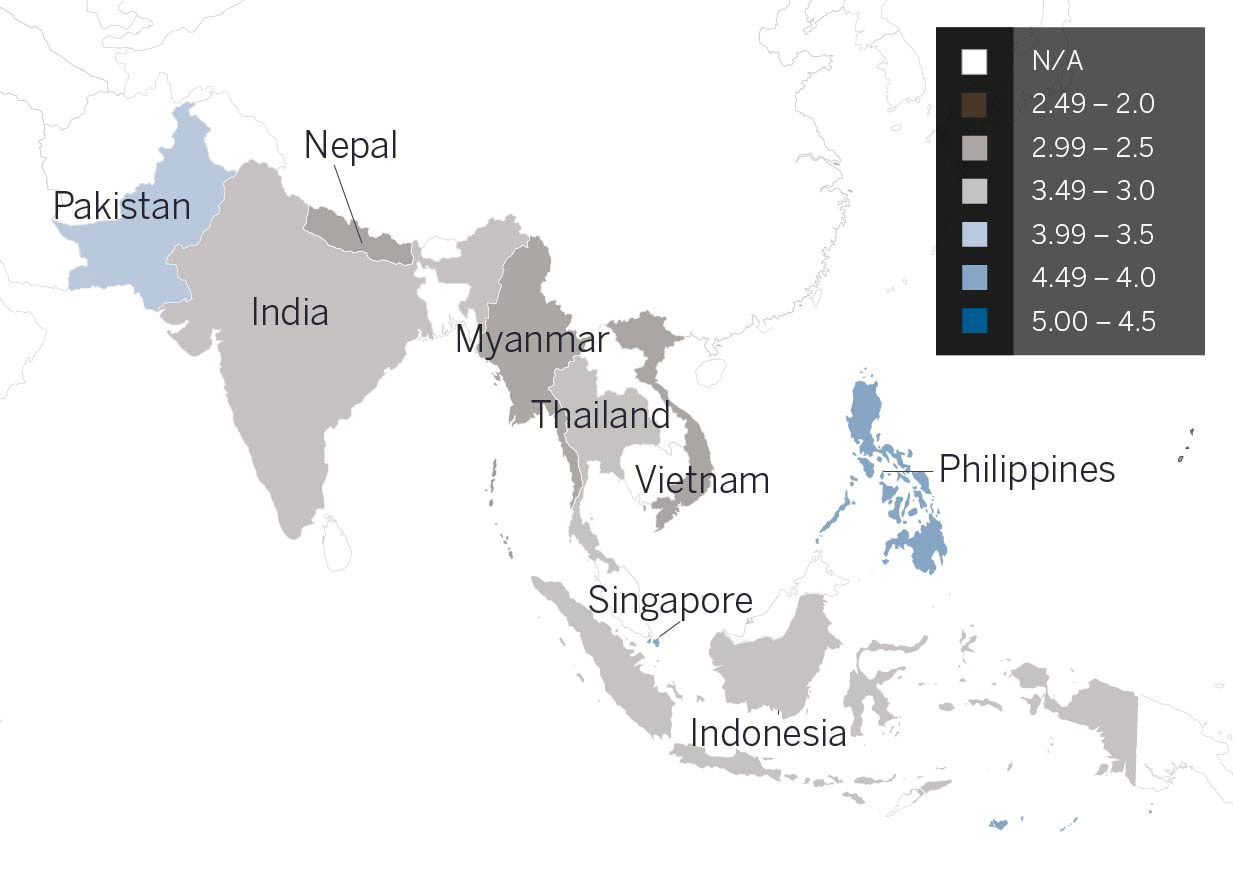 N/A
2.49 – 2.0
2.99 – 2.5
3.49 – 3.0
3.99 – 3.5
4.49 – 4.0
5.00 – 4.5
Nepal
Pakistan
India
Myanmar
Thailand
Vietnam
Philippines
Singapore
Indonesia